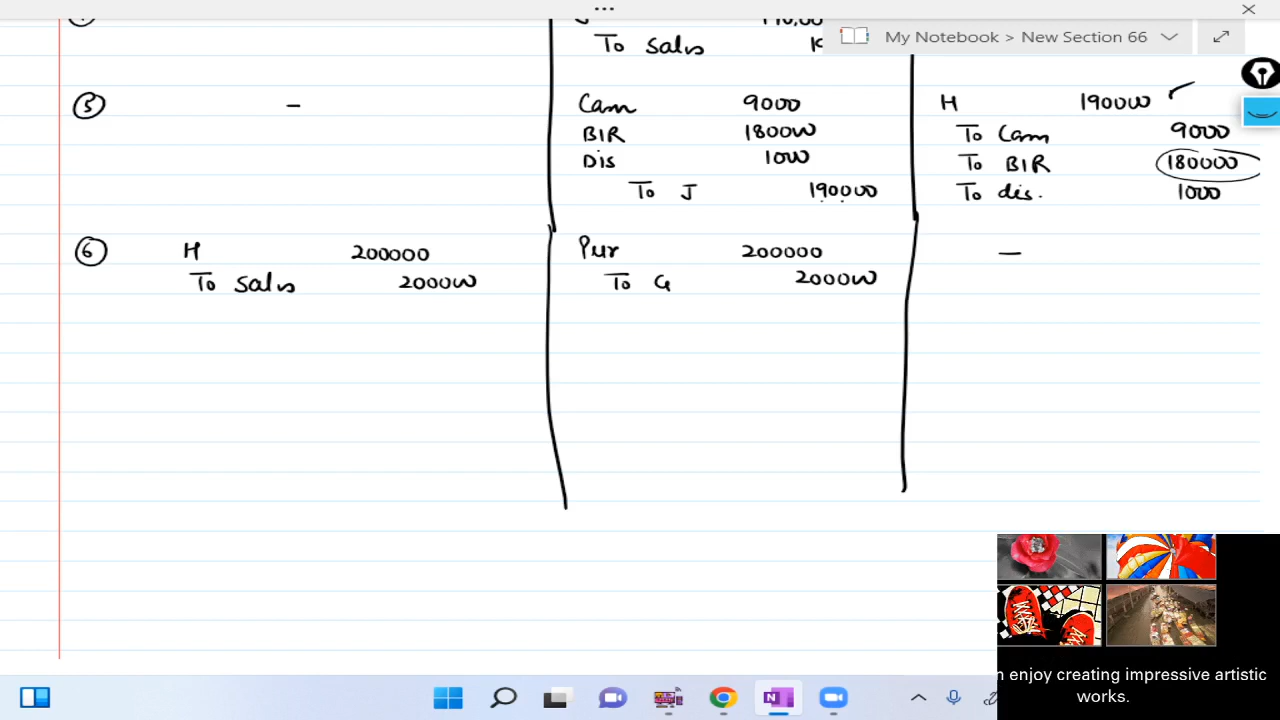 My Notebook > New Section 66
To Sales
5 - Cam 9000 H 190000
BIR 180000 To Cam 9000
Dis 1000 To BIR 180000
To J 190000 To dis. 1000
6 H 200000 Pur 200000 -
To Sales 200000 To G 200000
enjoy creating impressive artistic
works.